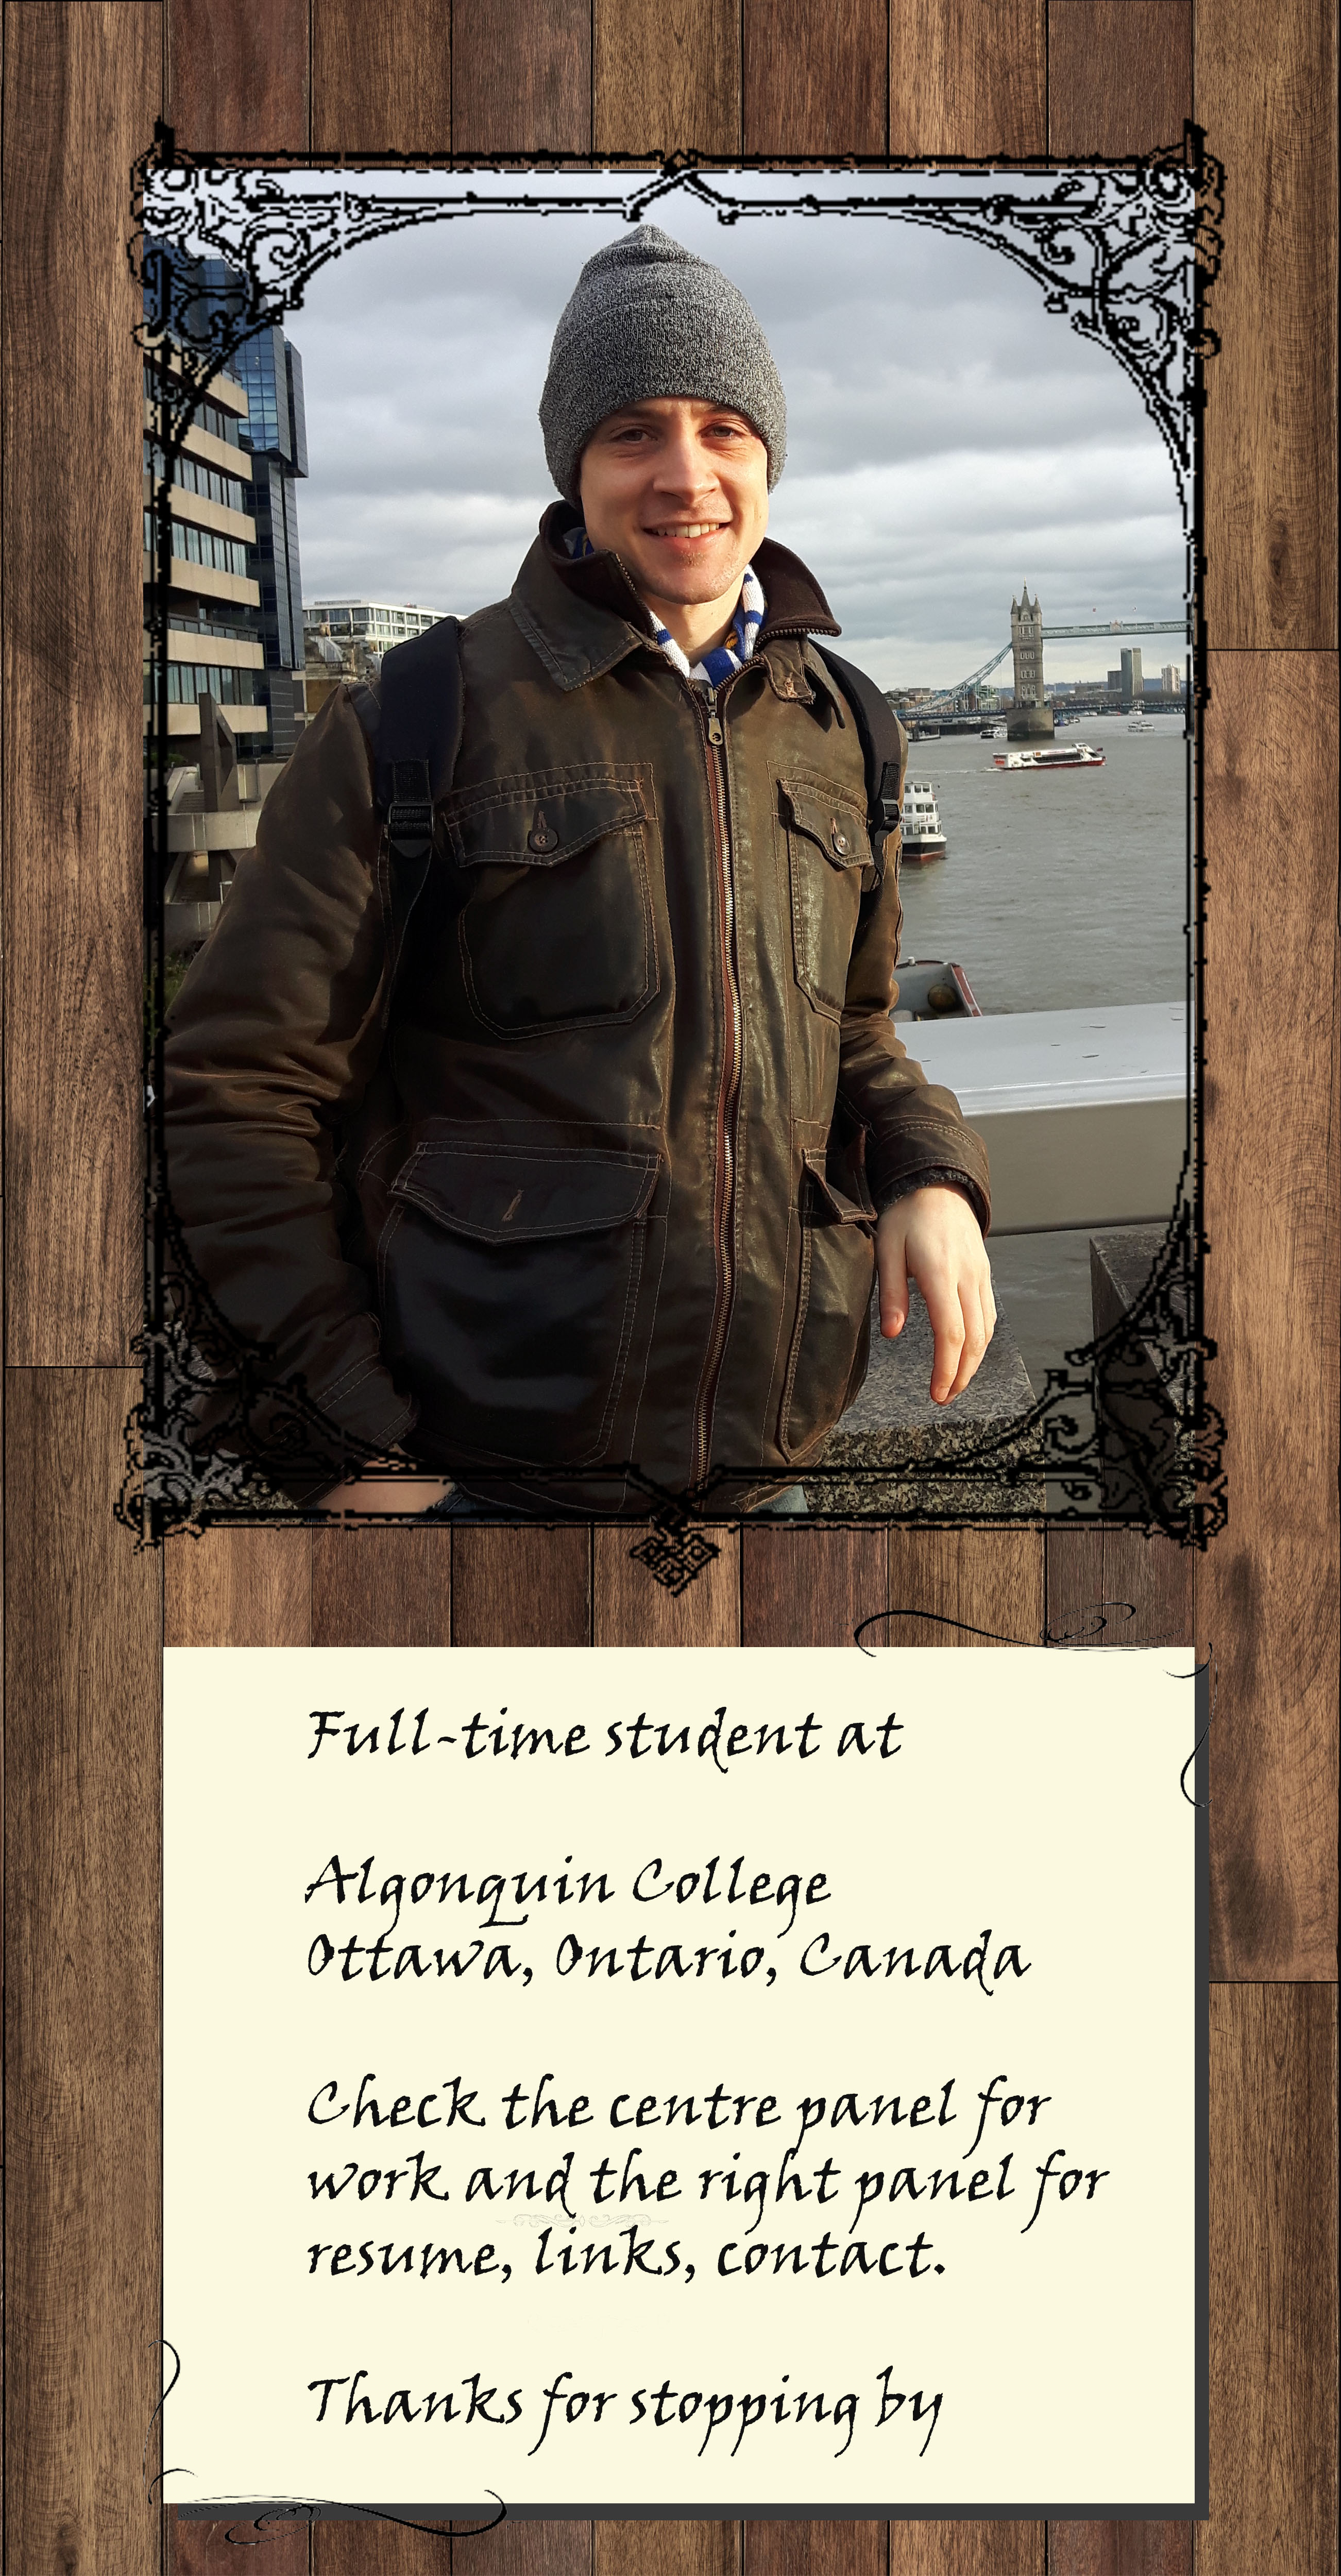 Full-time student at
Algonquin College
Ottawa, Ontario, Canada
Check the centre panel for
work and the right panel for
resume, links, contact.
Thanks for stopping by